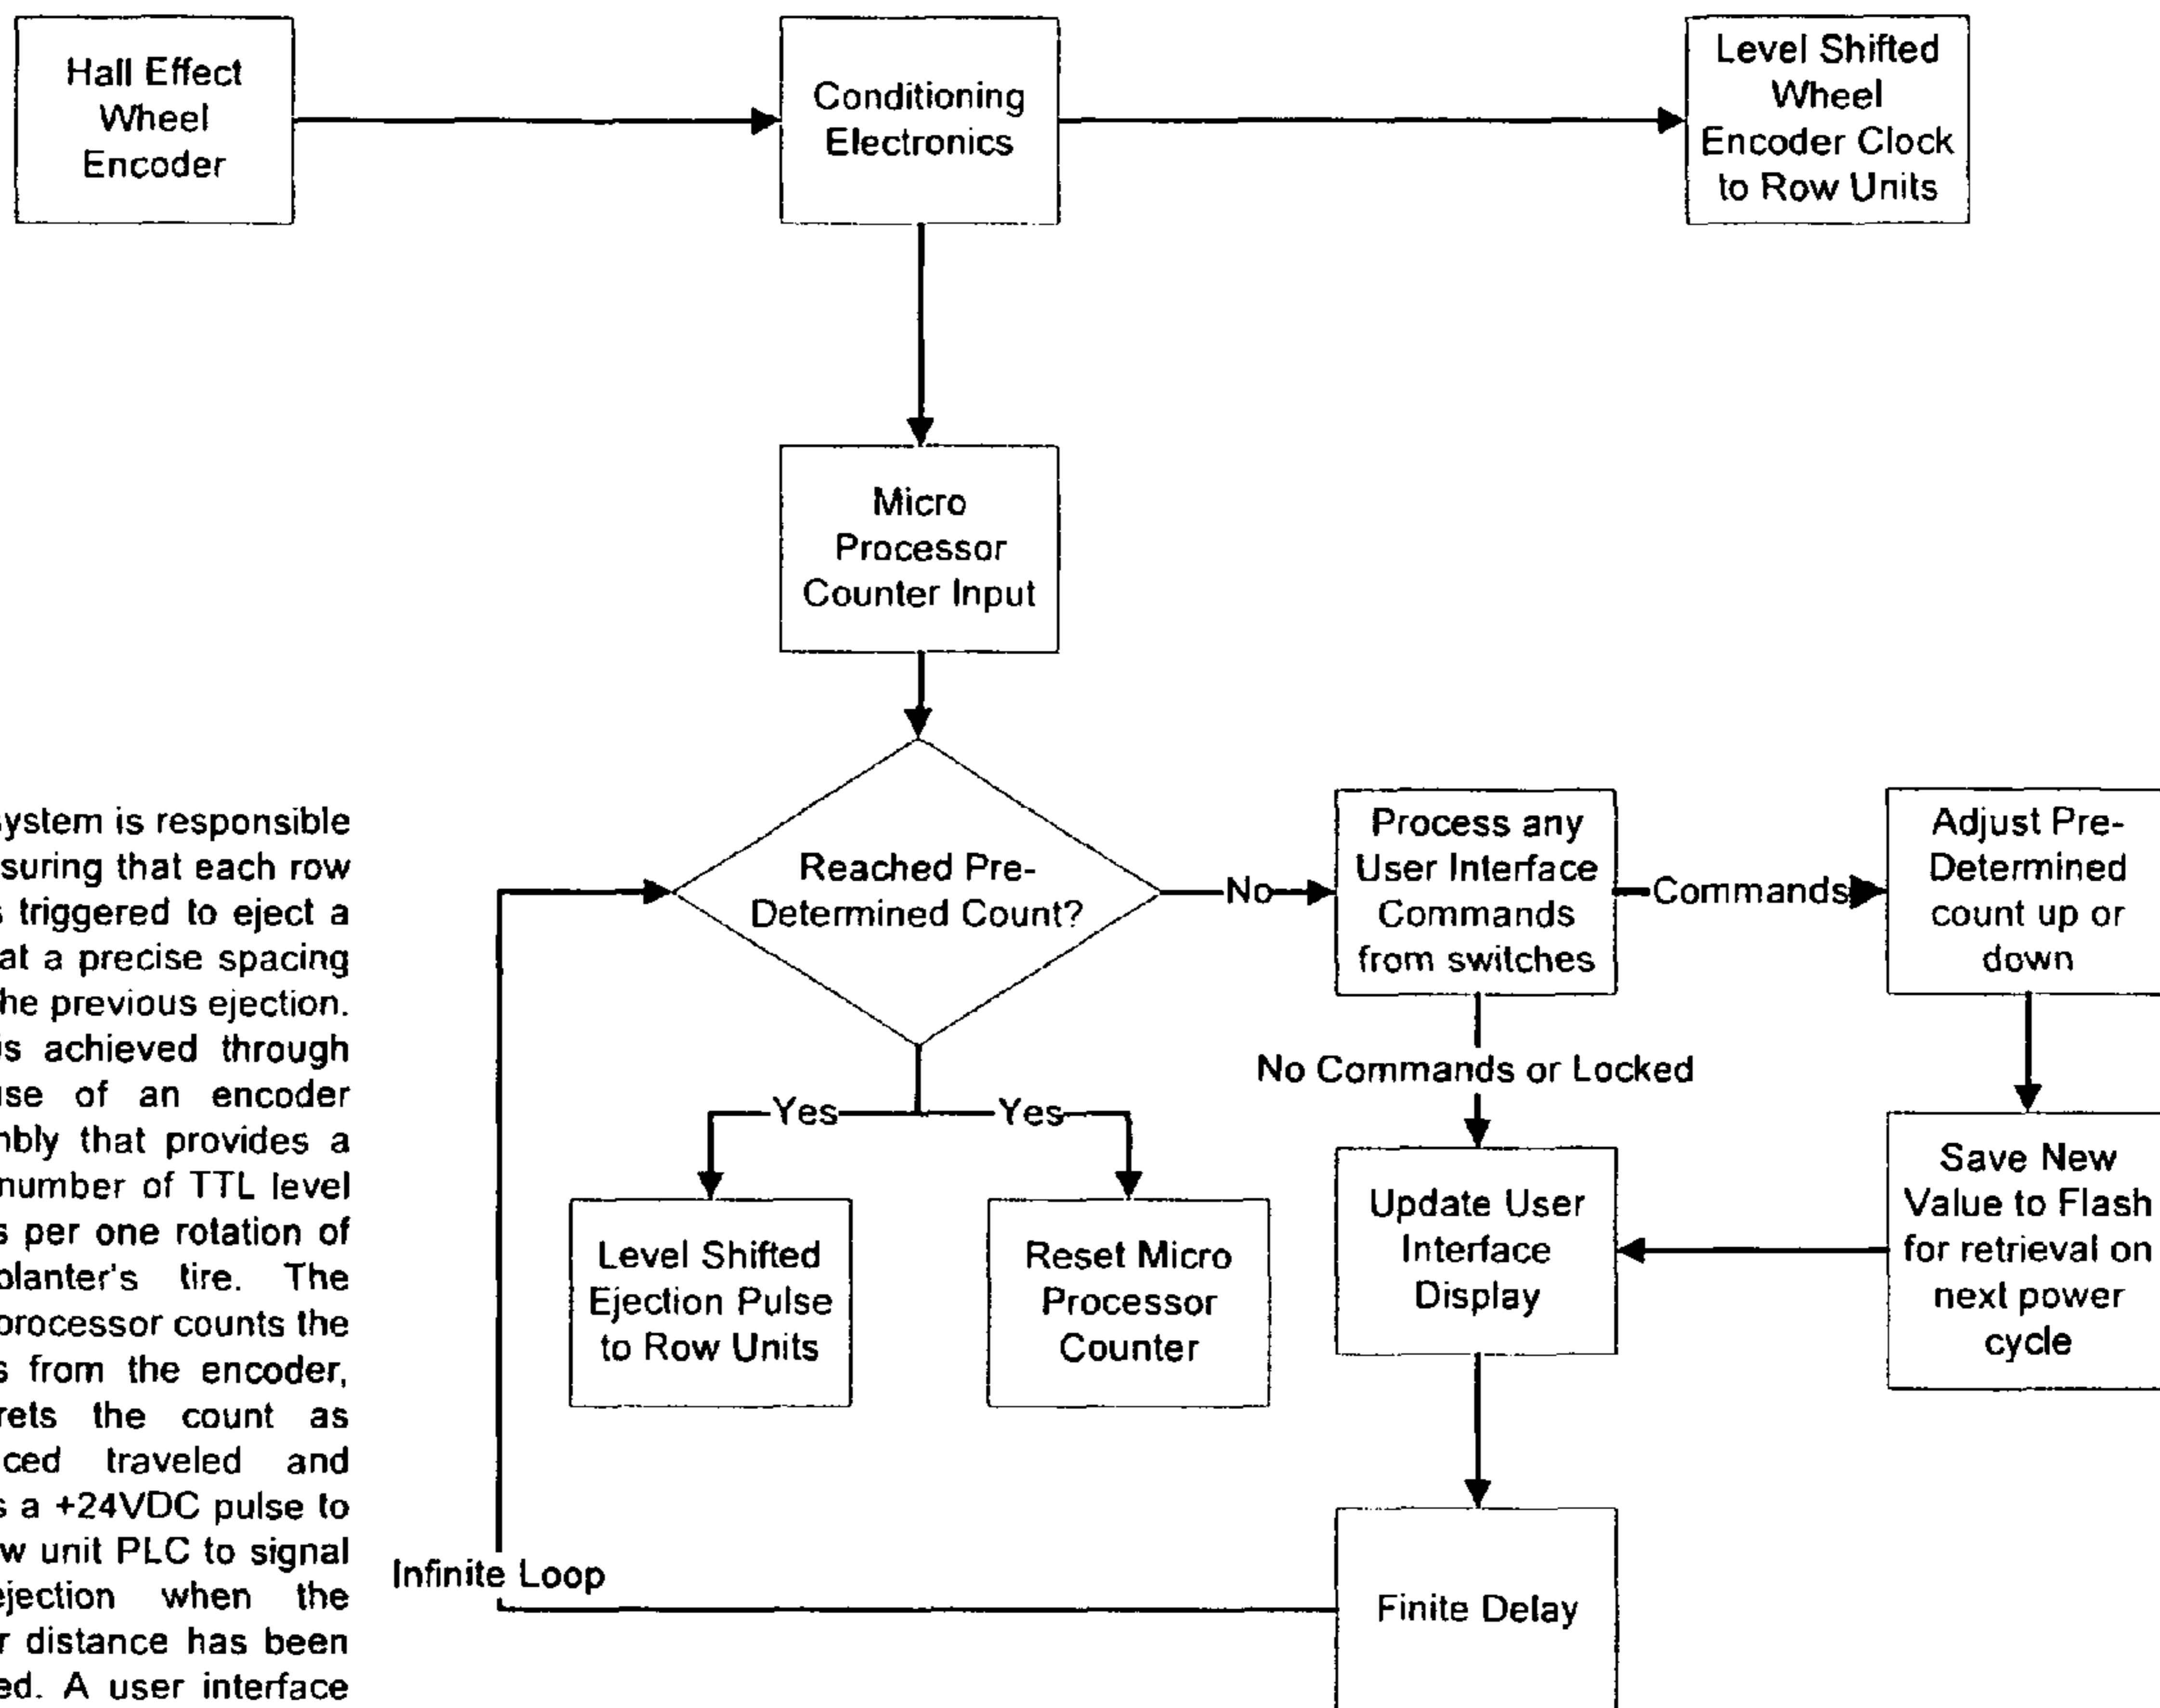 Hall Effect
Wheel
Encoder
Conditioning
Electronics
Level Shifted
Wheel
Encoder Clock
to Row Units
Micro
Processor
Counter Input
Reached Pre-
Determined Count?
No
Process any
User Interface
Commands
from switches
Commands
Adjust Pre-
Determined
count up or
down
No Commands or Locked
Yes
Yes
Level Shifted
Ejection Pulse
to Row Units
Reset Micro
Processor
Counter
Update User
Interface
Display
Save New
Value to Flash
for retrieval on
next power
cycle
Infinite Loop
Finite Delay
system is responsible
suring that each row
s triggered to eject a
at a precise spacing
he previous ejection.
is achieved through
use of an encoder
mbly that provides a
number of TTL level
s per one rotation of
planter's tire. The
processor counts the
s from the encoder,
rets the count as
ced traveled and
s a +24VDC pulse to
w unit PLC to signal
ejection when the
r distance has been
ed. A user interface